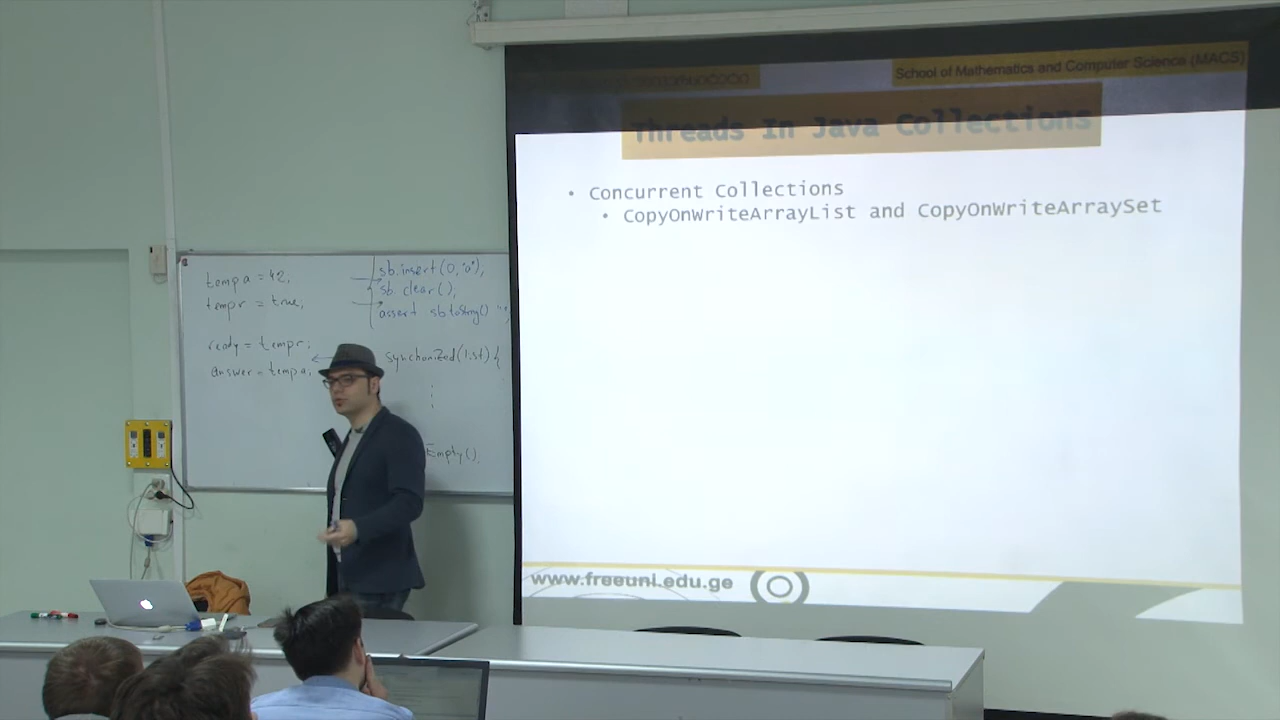 School of Mathematics and Computer Science (MACS)
Threads In Java Collections
• Concurrent Collections
• CopyOnWriteArrayList and CopyOnWriteArraySet
www.freeuni.edu.ge
tempa = 42;
tempr = true;
ready = tempr;
answer = tempa;
sb.insert(0, "a");
sb.clear();
assert sb.toString()
synchonized(list) {
Empty().